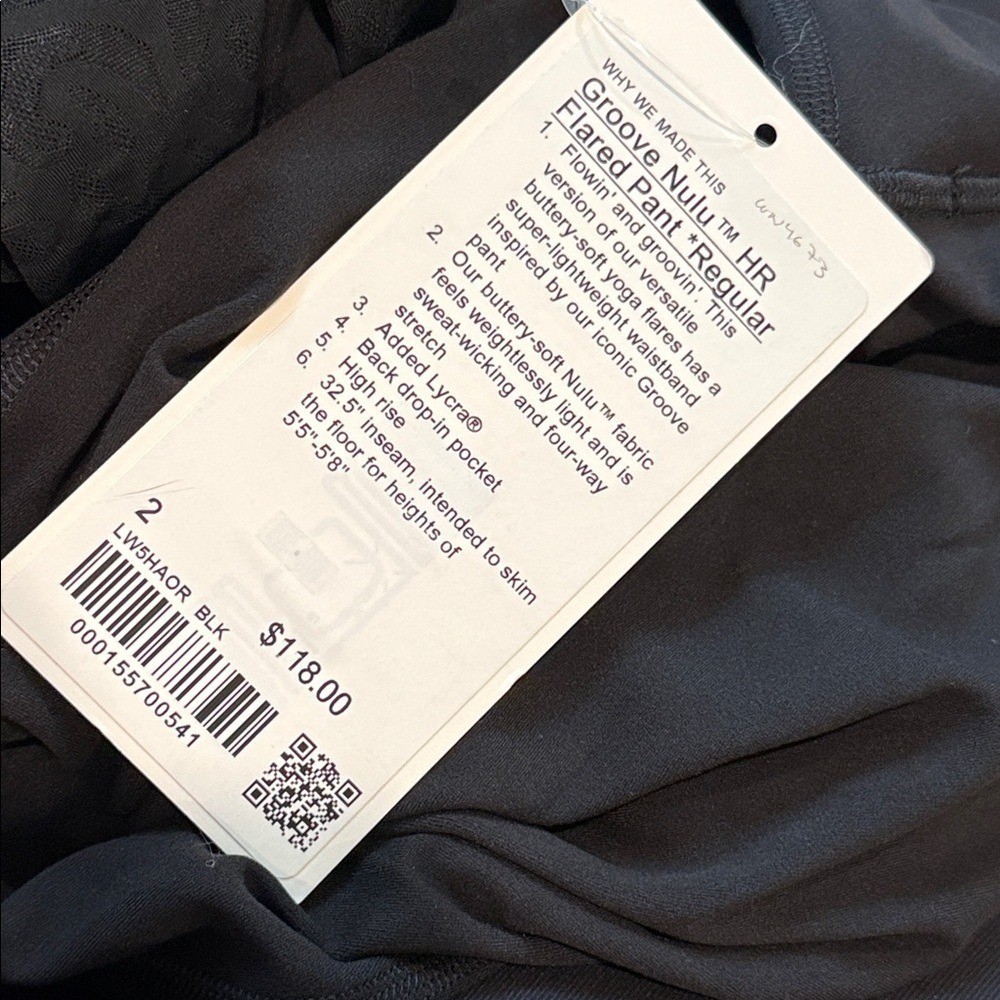 WHY WE MADE THIS
Groove Nulu™ HR
Flared Pant *Regular
1. Flowin' and groovin'. This
version of our versatile
buttery-soft yoga flares has a
super-lightweight waistband
inspired by our iconic Groove
pant
2. Our buttery-soft Nulu™ fabric
feels weightlessly light and is
sweat-wicking and four-way
stretch
3. Added Lycra®
4. Back drop-in pocket
5. High rise
6. 32.5" inseam, intended to skim
the floor for heights of
5'5"-5'8"
2
LW5HAOR BLK
000155700541
$118.00